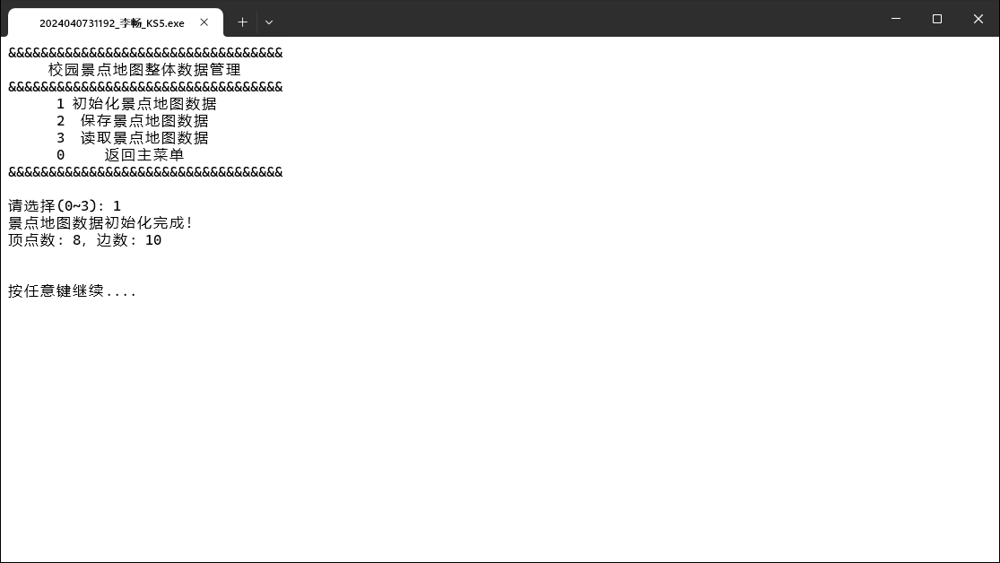 2024040731192_李畅_KS5.exe
&&&&&&&&&&&&&&&&&&&&&&&&&&&&&&&&&&
校园景点地图整体数据管理
&&&&&&&&&&&&&&&&&&&&&&&&&&&&&&&&&&
1 初始化景点地图数据
2 保存景点地图数据
3 读取景点地图数据
0 返回主菜单
&&&&&&&&&&&&&&&&&&&&&&&&&&&&&&&&&&
请选择(0~3): 1
景点地图数据初始化完成!
顶点数: 8, 边数: 10
按任意键继续....